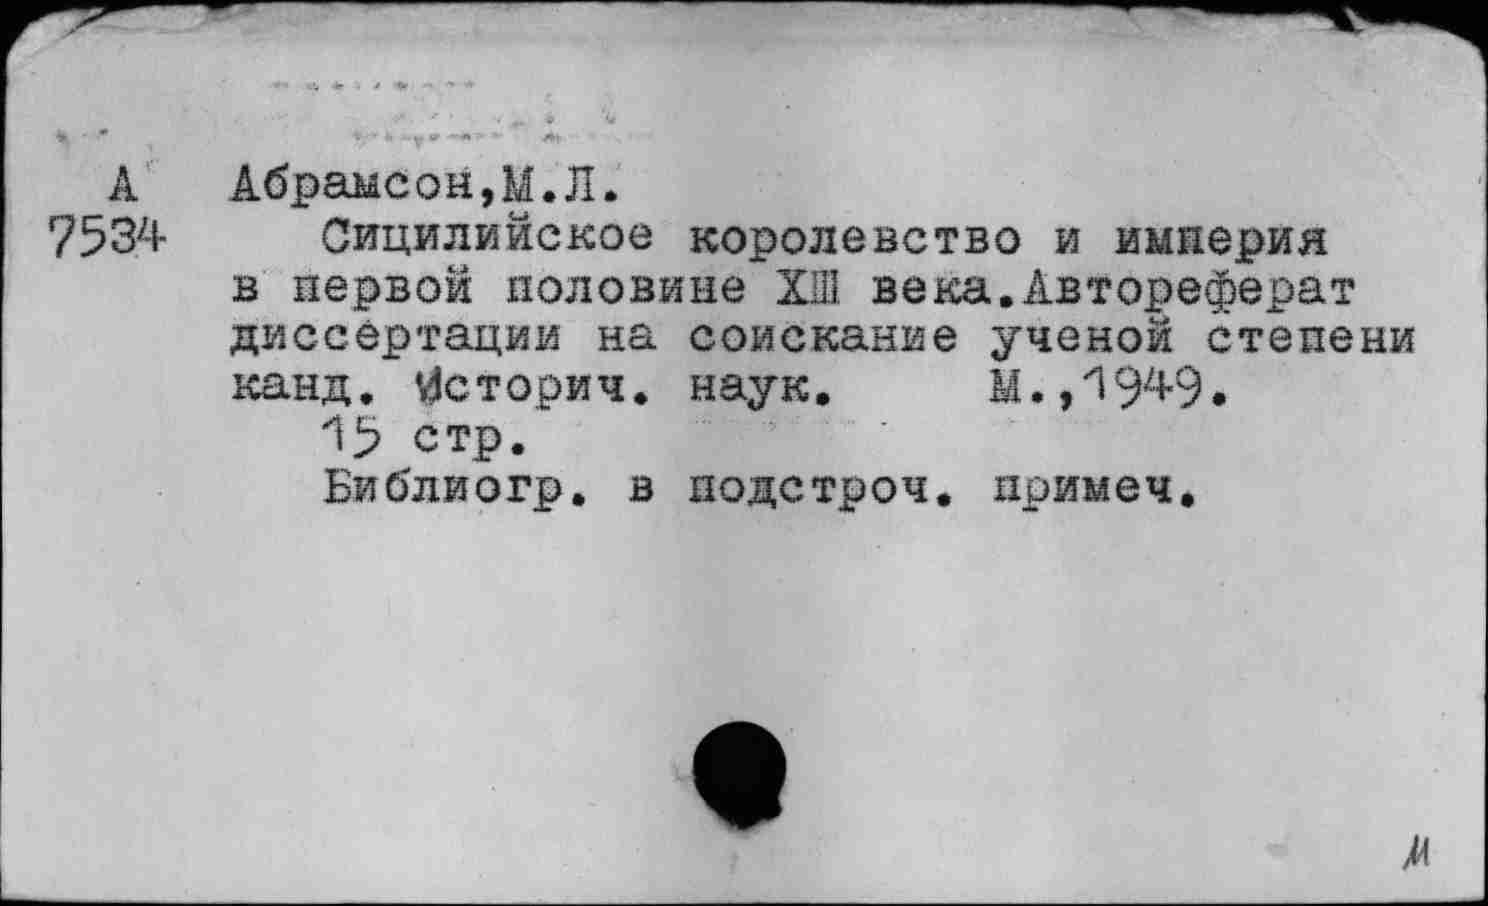 А Абрамсон,М.Л.
7534 Сицилийское королевство и империя
в первой половине ХШ века.Автореферат
диссертации на соискание ученой степени
канд. Историч. наук. М.,1949.
15 стр.
Библиогр. в подстроч. примеч.
М